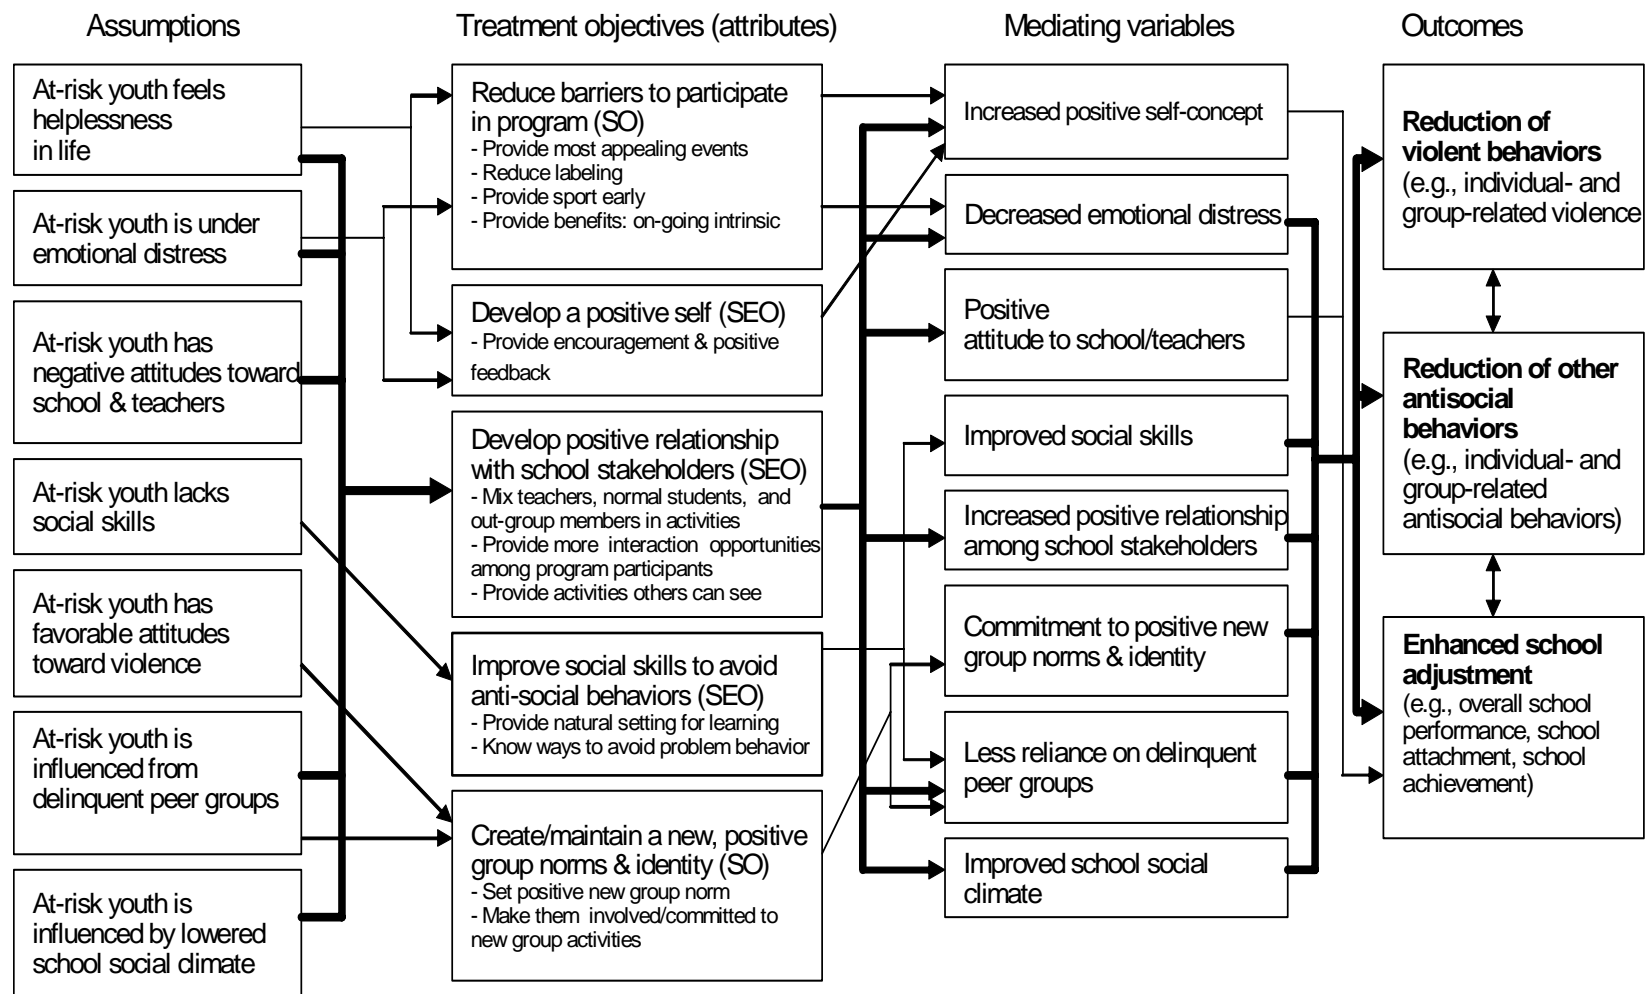 Assumptions
Treatment objectives (attributes)
Mediating variables
Outcomes
At-risk youth feels
helplessness
in life
At-risk youth is under
emotional distress
At-risk youth has
negative attitudes toward
school & teachers
At-risk youth lacks
social skills
At-risk youth has
favorable attitudes
toward violence
At-risk youth is
influenced from
delinquent peer groups
At-risk youth is
influenced by lowered
school social climate
Reduce barriers to participate
in program (SO)
- Provide most appealing events
- Reduce labeling
- Provide sport early
- Provide benefits: on-going intrinsic
Develop a positive self (SEO)
- Provide encouragement & positive
feedback
Develop positive relationship
with school stakeholders (SEO)
- Mix teachers, normal students, and
out-group members in activities
- Provide more interaction opportunities
among program participants
- Provide activities others can see
Improve social skills to avoid
anti-social behaviors (SEO)
- Provide natural setting for learning
- Know ways to avoid problem behavior
Create/maintain a new, positive
group norms & identity (SO)
- Set positive new group norm
- Make them involved/committed to
new group activities
Increased positive self-concept
Decreased emotional distress
Positive
attitude to school/teachers
Improved social skills
Increased positive relationship
among school stakeholders
Commitment to positive new
group norms & identity
Less reliance on delinquent
peer groups
Improved school social
climate
Reduction of
violent behaviors
(e.g., individual- and
group-related violence
Reduction of other
antisocial
behaviors
(e.g., individual- and
group-related
antisocial behaviors)
Enhanced school
adjustment
(e.g., overall school
performance, school
attachment, school
achievement)